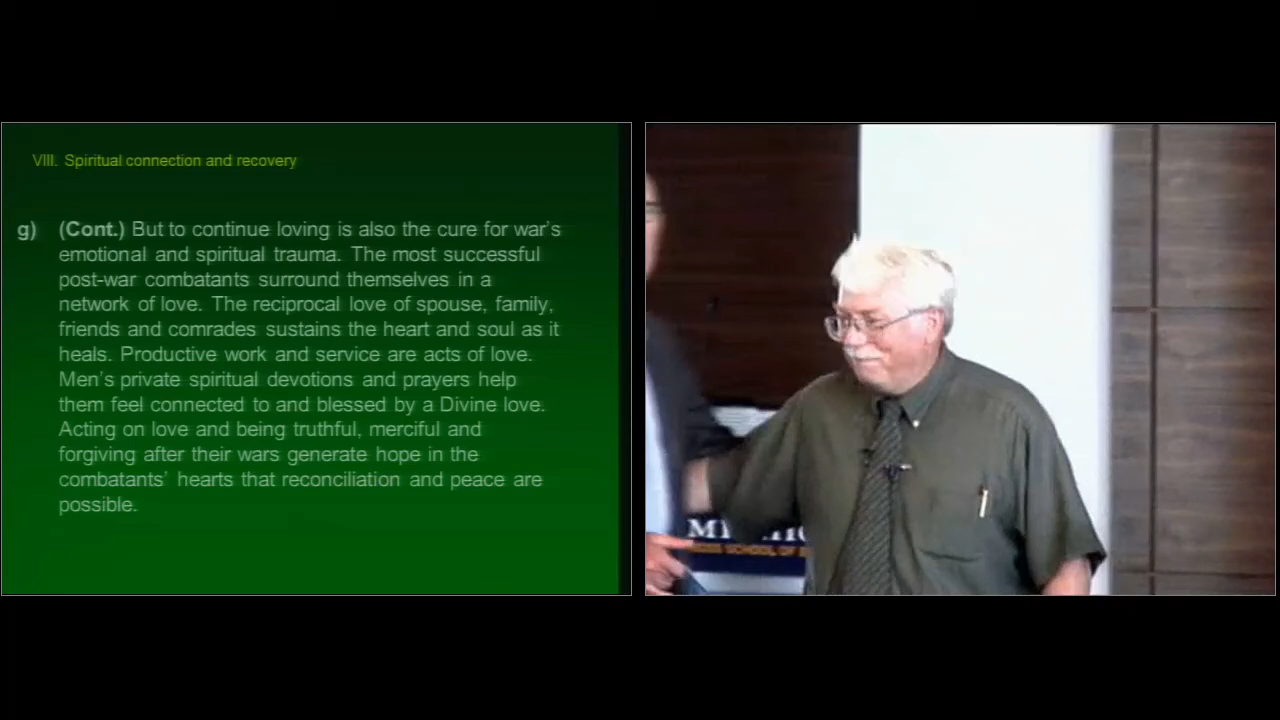 VIII. Spiritual connection and recovery
g) (Cont.) But to continue loving is also the cure for war's
emotional and spiritual trauma. The most successful
post-war combatants surround themselves in a
network of love. The reciprocal love of spouse, family,
friends and comrades sustains the heart and soul as it
heals. Productive work and service are acts of love.
Men's private spiritual devotions and prayers help
them feel connected to and blessed by a Divine love.
Acting on love and being truthful, merciful and
forgiving after their wars generate hope in the
combatants' hearts that reconciliation and peace are
possible.
SCHOOL OF